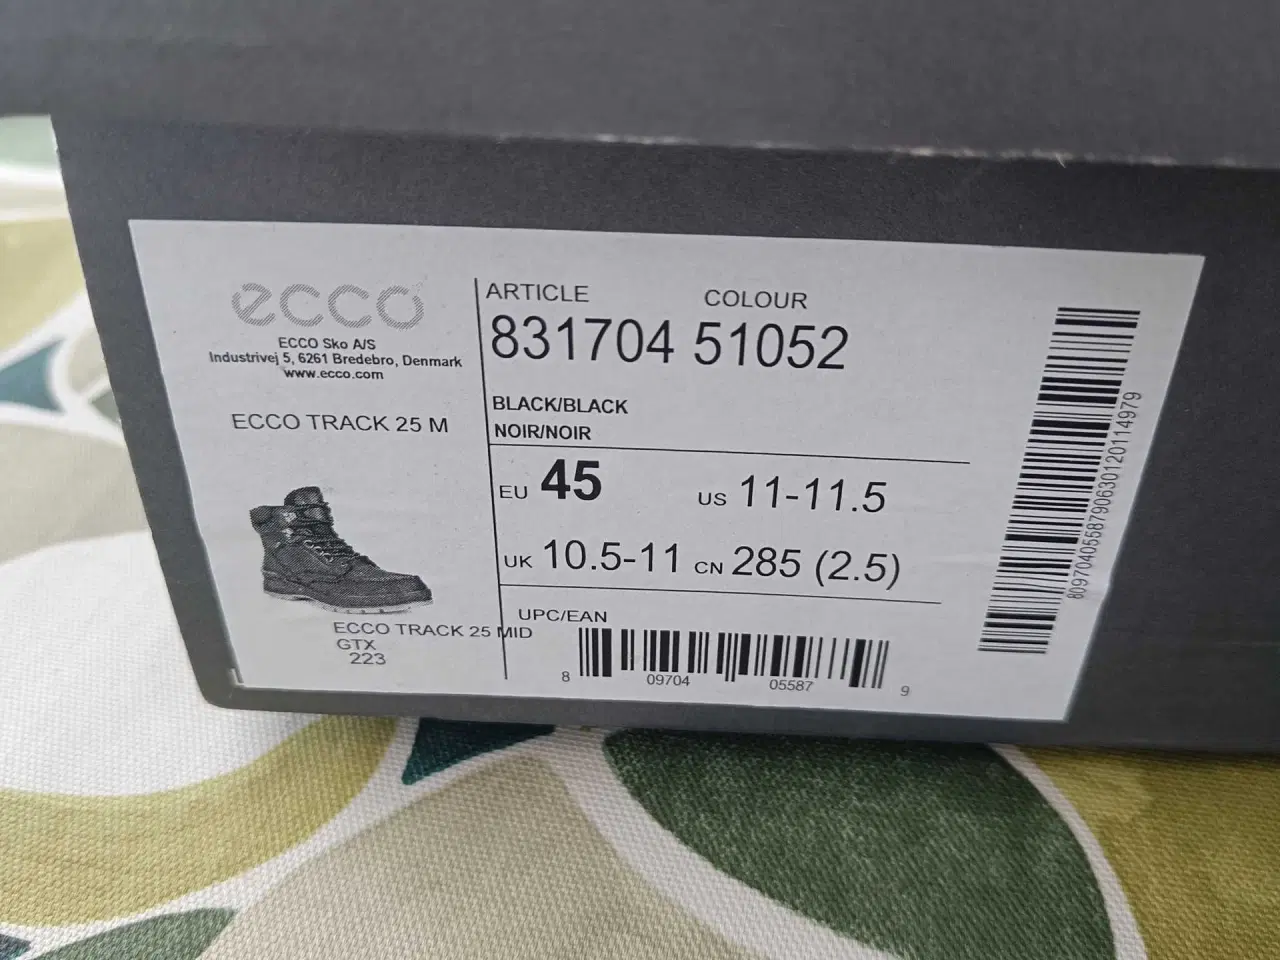 ecco
ECCO Sko A/S
Industrivej 5, 6261 Bredebro, Denmark
www.ecco.com
ECCO TRACK 25 M
ECCO TRACK 25 MID
GTX
223
ARTICLE COLOUR
831704 51052
BLACK/BLACK
NOIR/NOIR
EU 45 US 11-11.5
UK 10.5-11 CN 285 (2.5)
UPC/EAN
8 09704 05587 9
809704055879063012011497​9